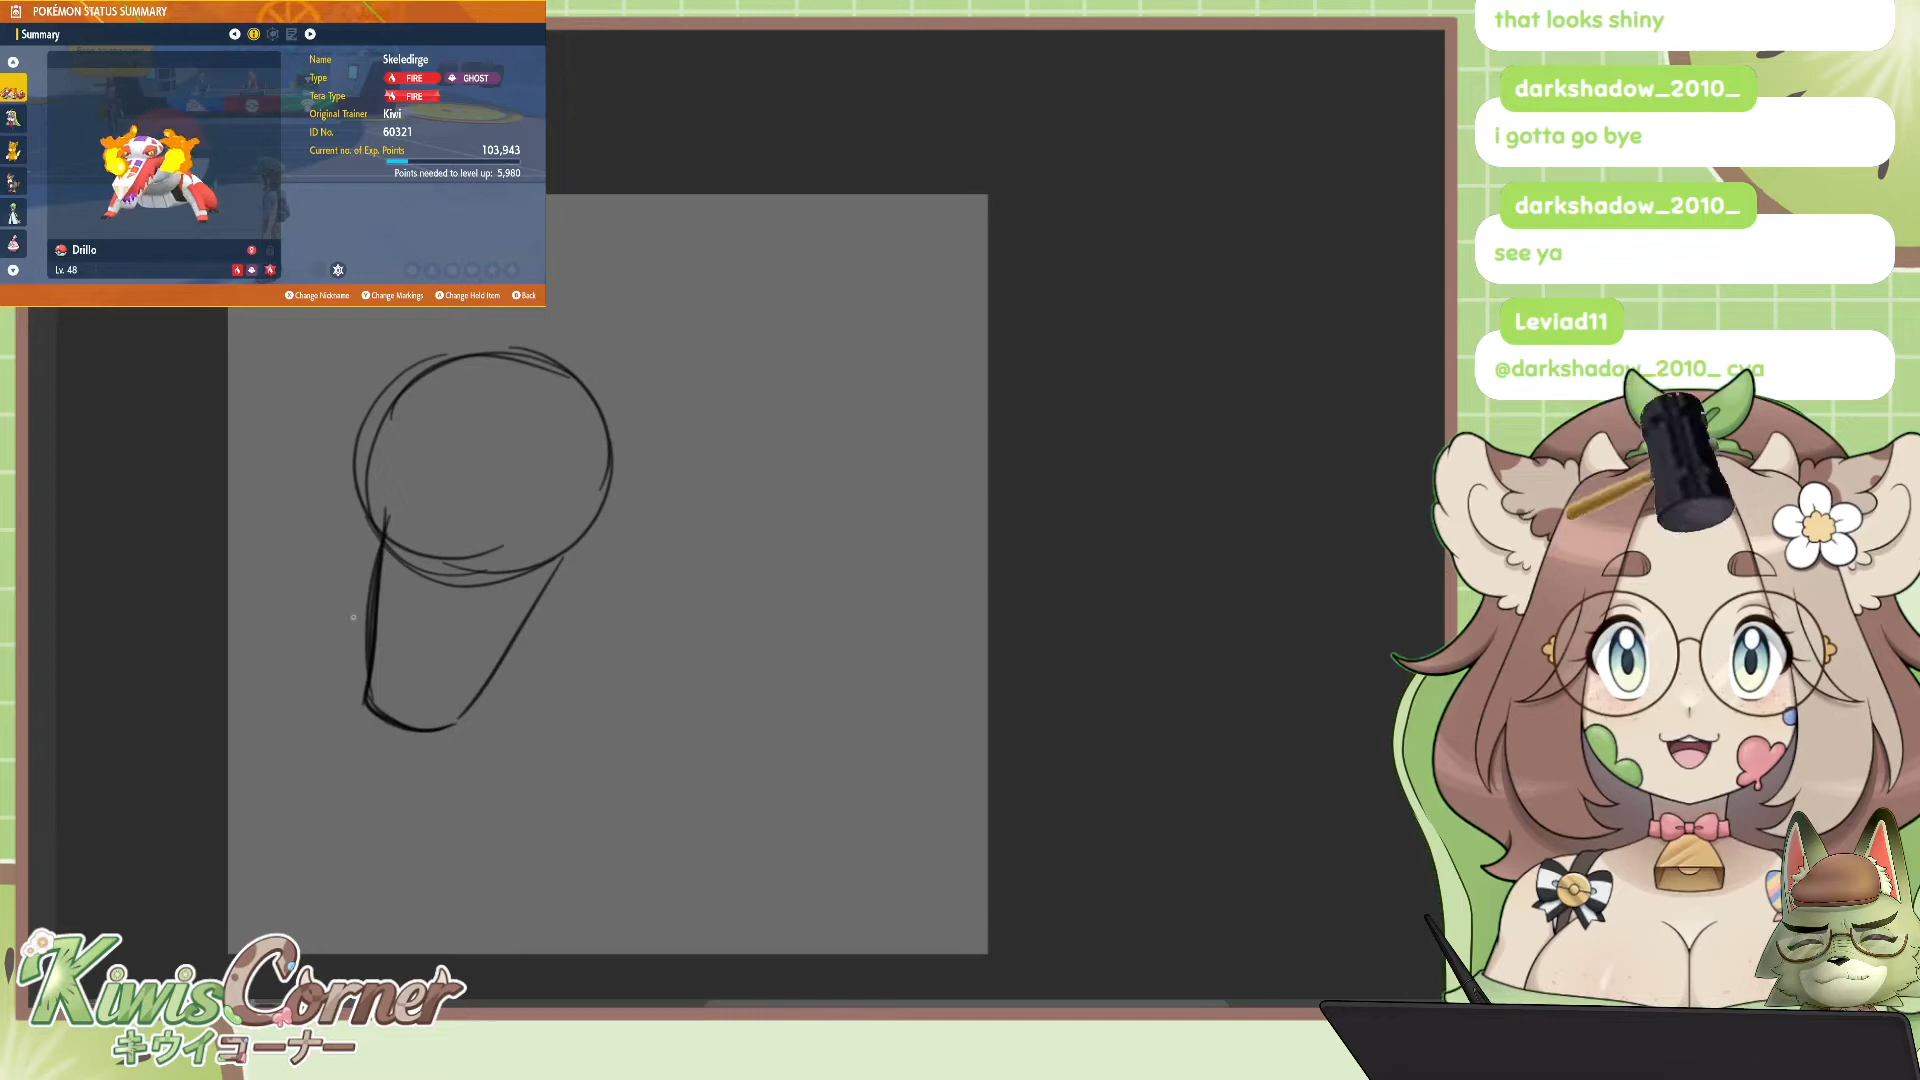 POKÉMON STATUS SUMMARY
Summary
Name Skeledirge
Type FIRE GHOST
Tera Type FIRE
Original Trainer Kiwi
ID No. 60321
Current no. of Exp. Points 103,943
Points needed to level up: 5,980
Drillo
Lv. 48
Change Nickname Change Markings Change Held Item Back
that looks shiny
darkshadow_2010_
i gotta go bye
darkshadow_2010_
see ya
Leviad11
@darkshadow_2010_ cya
KiwisCorner
キウイコーナー